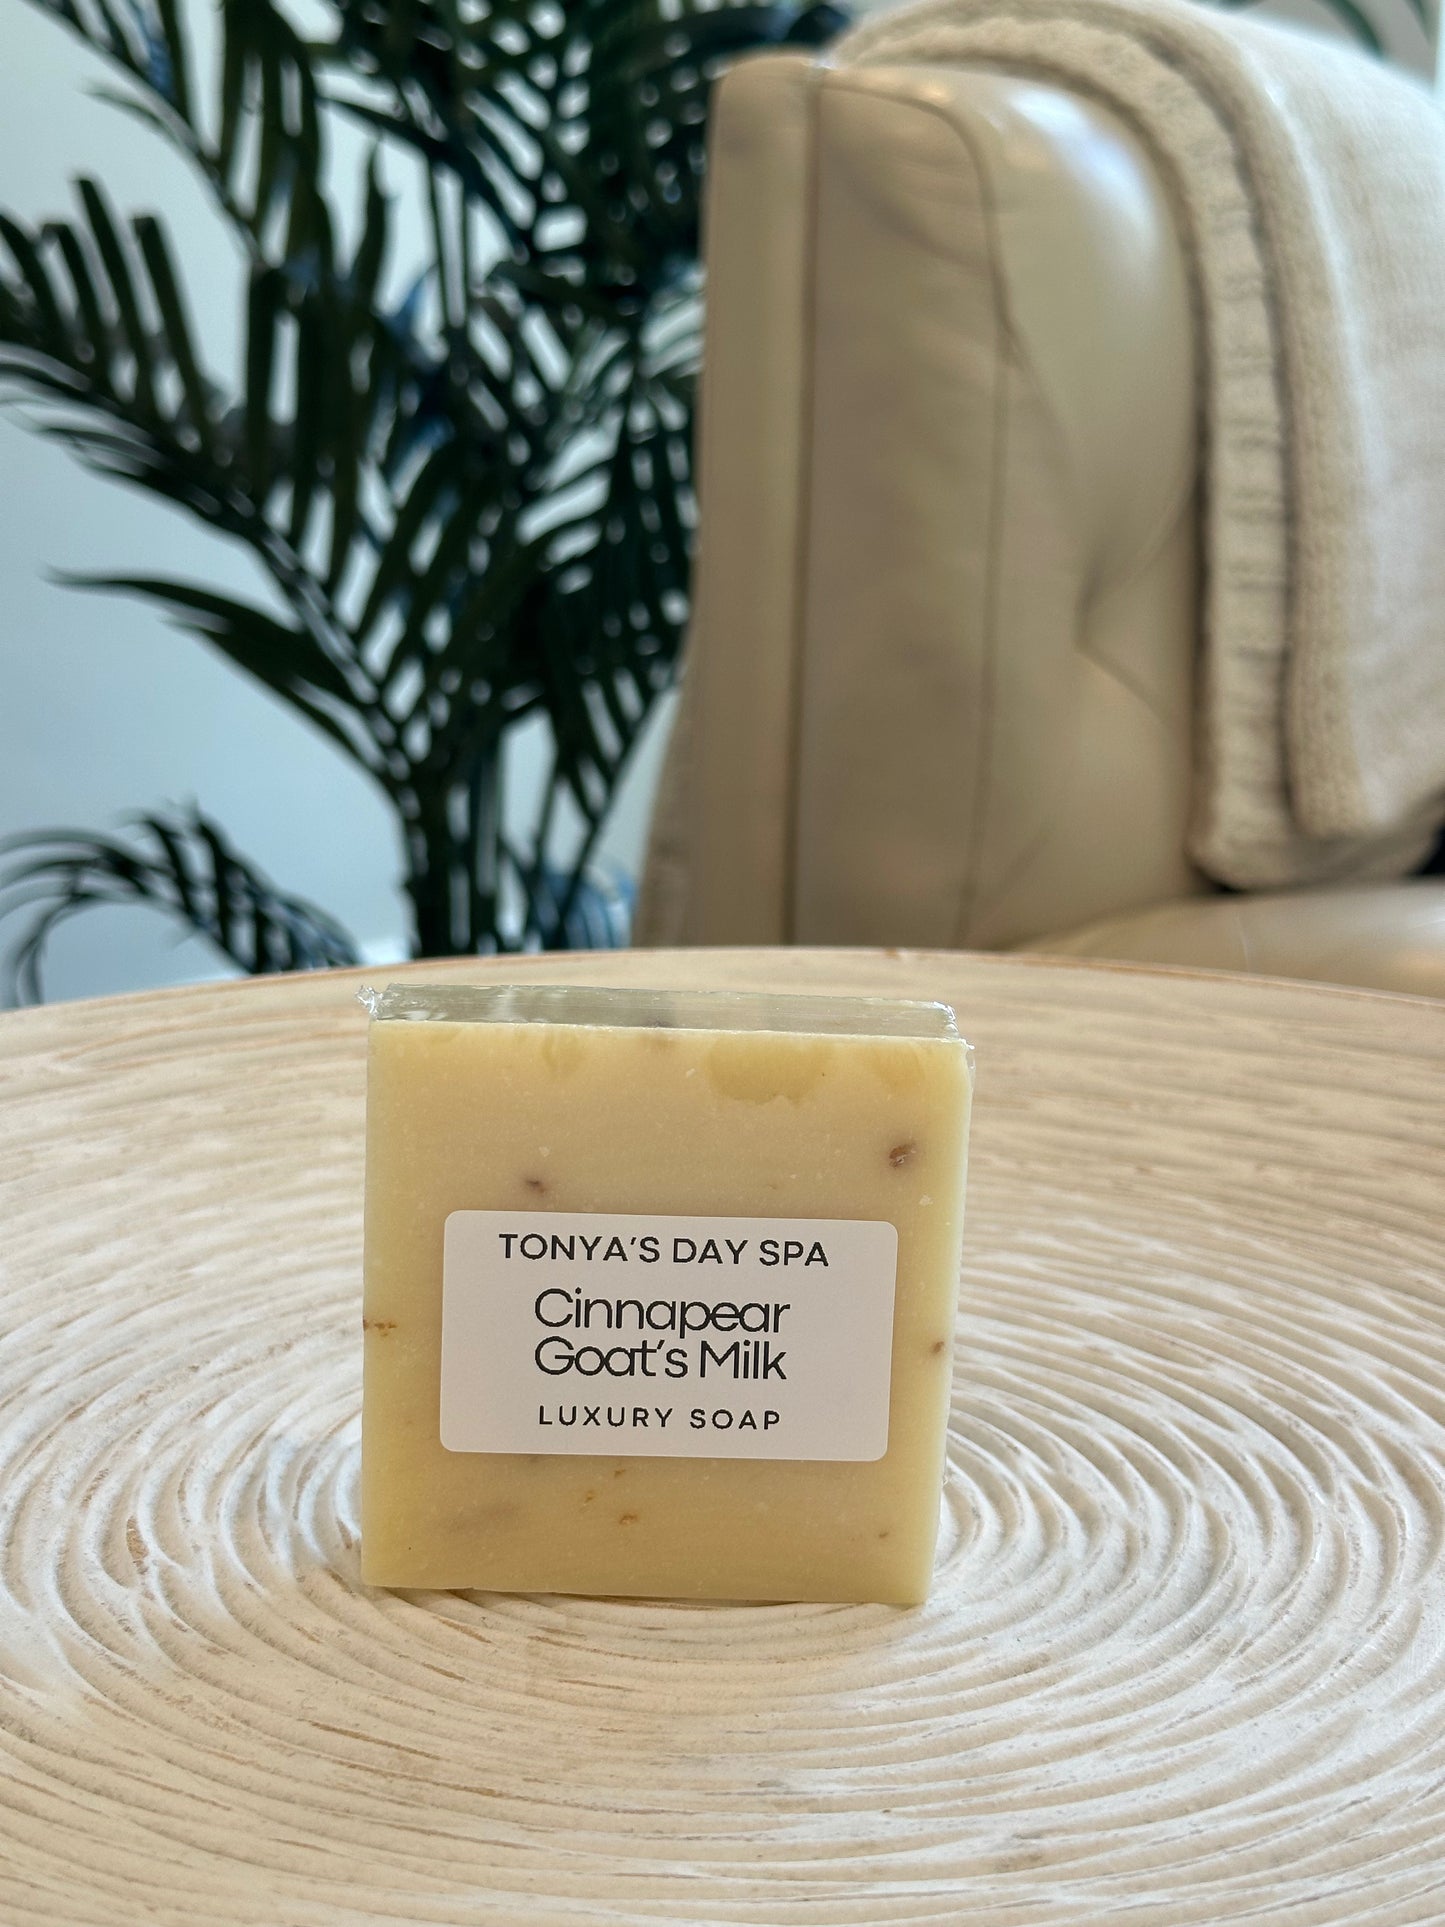 TONYA'S DAY SPA
Cinnapear
Goat's Milk
LUXURY SOAP